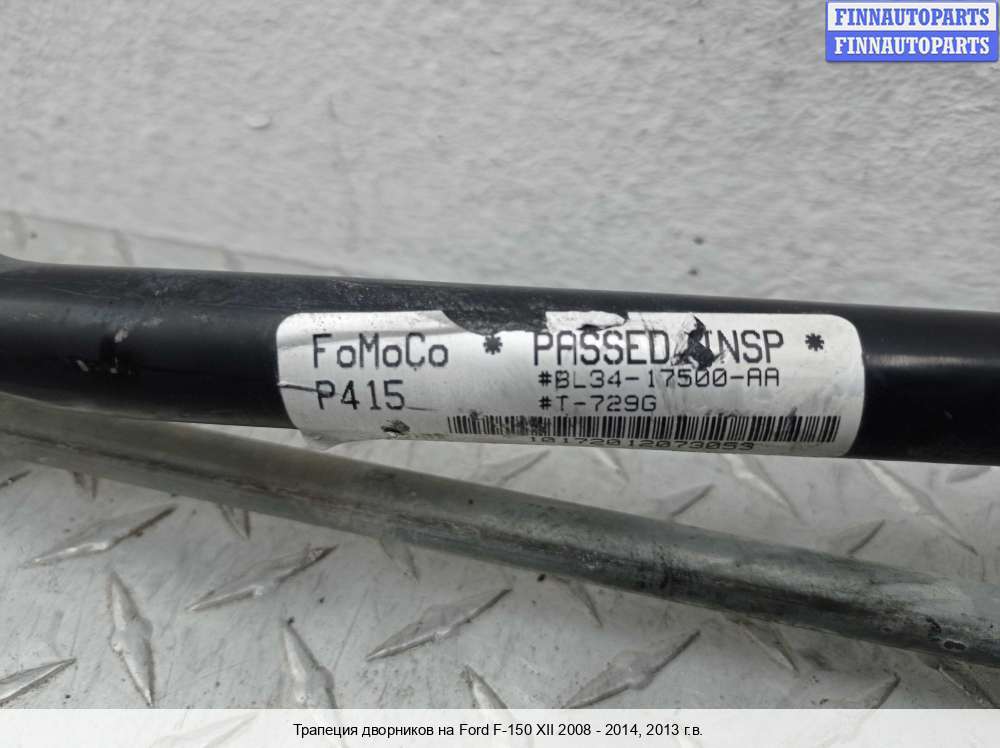 FINNAUTOPARTS
FINNAUTOPARTS
FoMoCo * PASSED INSP *
P415 #BL34-17500-AA
#T-729G
10172012073053
Трапеция дворников на Ford F-150 XII 2008 - 2014, 2013 г.в.